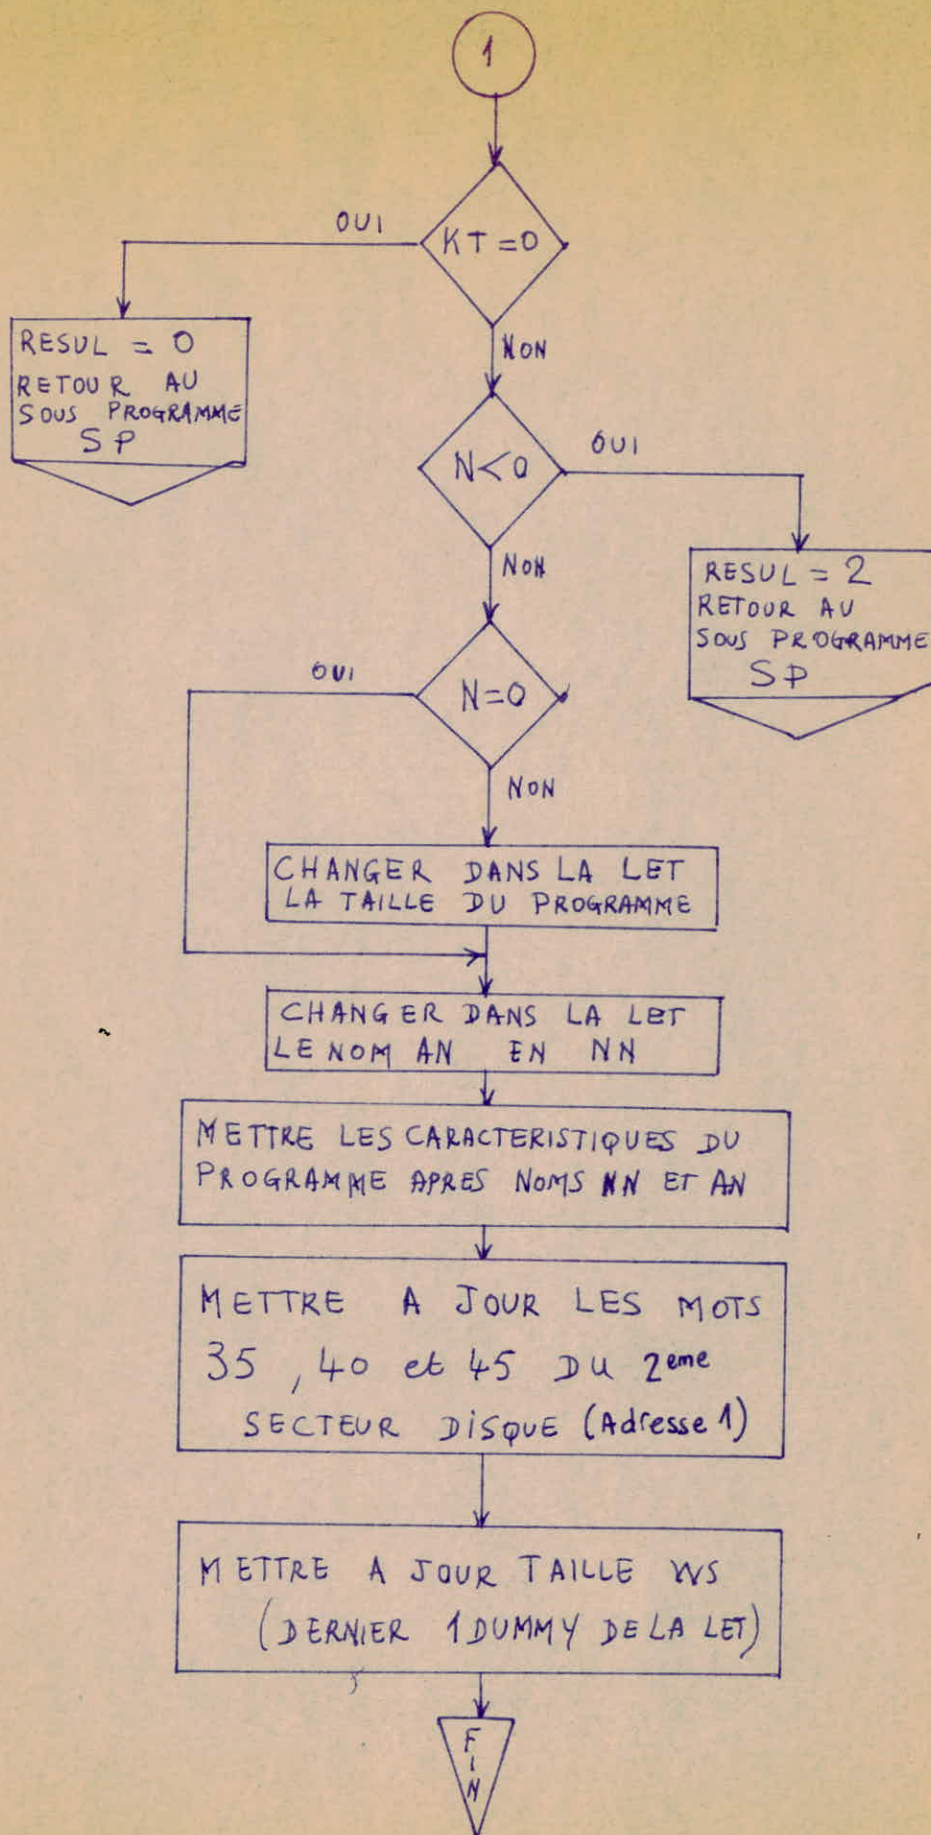 1
KT=0
OUI
NON
RESUL = 0
RETOUR AU
SOUS PROGRAMME
SP
N<0
OUI
NON
RESUL = 2
RETOUR AU
SOUS PROGRAMME
SP
N=0
OUI
NON
CHANGER DANS LA LET
LA TAILLE DU PROGRAMME
CHANGER DANS LA LET
LE NOM AN EN NN
METTRE LES CARACTERISTIQUES DU
PROGRAMME APRES NOMS NN ET AN
METTRE A JOUR LES MOTS
35, 40 et 45 DU 2eme
SECTEUR DISQUE (Adresse 1)
METTRE A JOUR TAILLE WS
(DERNIER 1DUMMY DE LA LET)
FIN